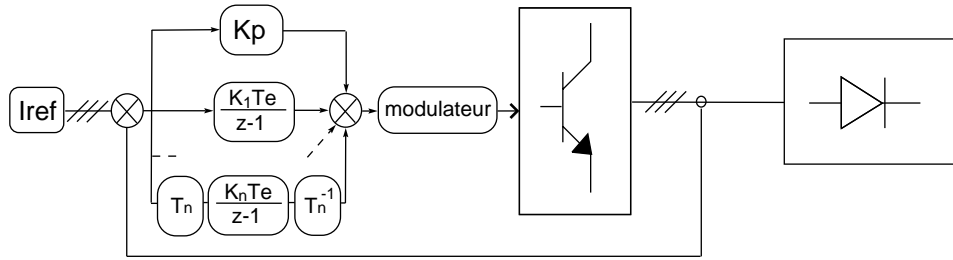 Kp
Iref
K1Te
z-1
modulateur
Tn
KnTe
z-1
Tn-1